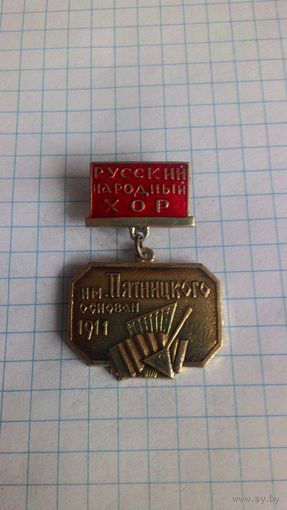 РУССКИЙ
НАРОДНЫЙ
ХОР
им. Пятницкого
основан
1911
www.ay.by